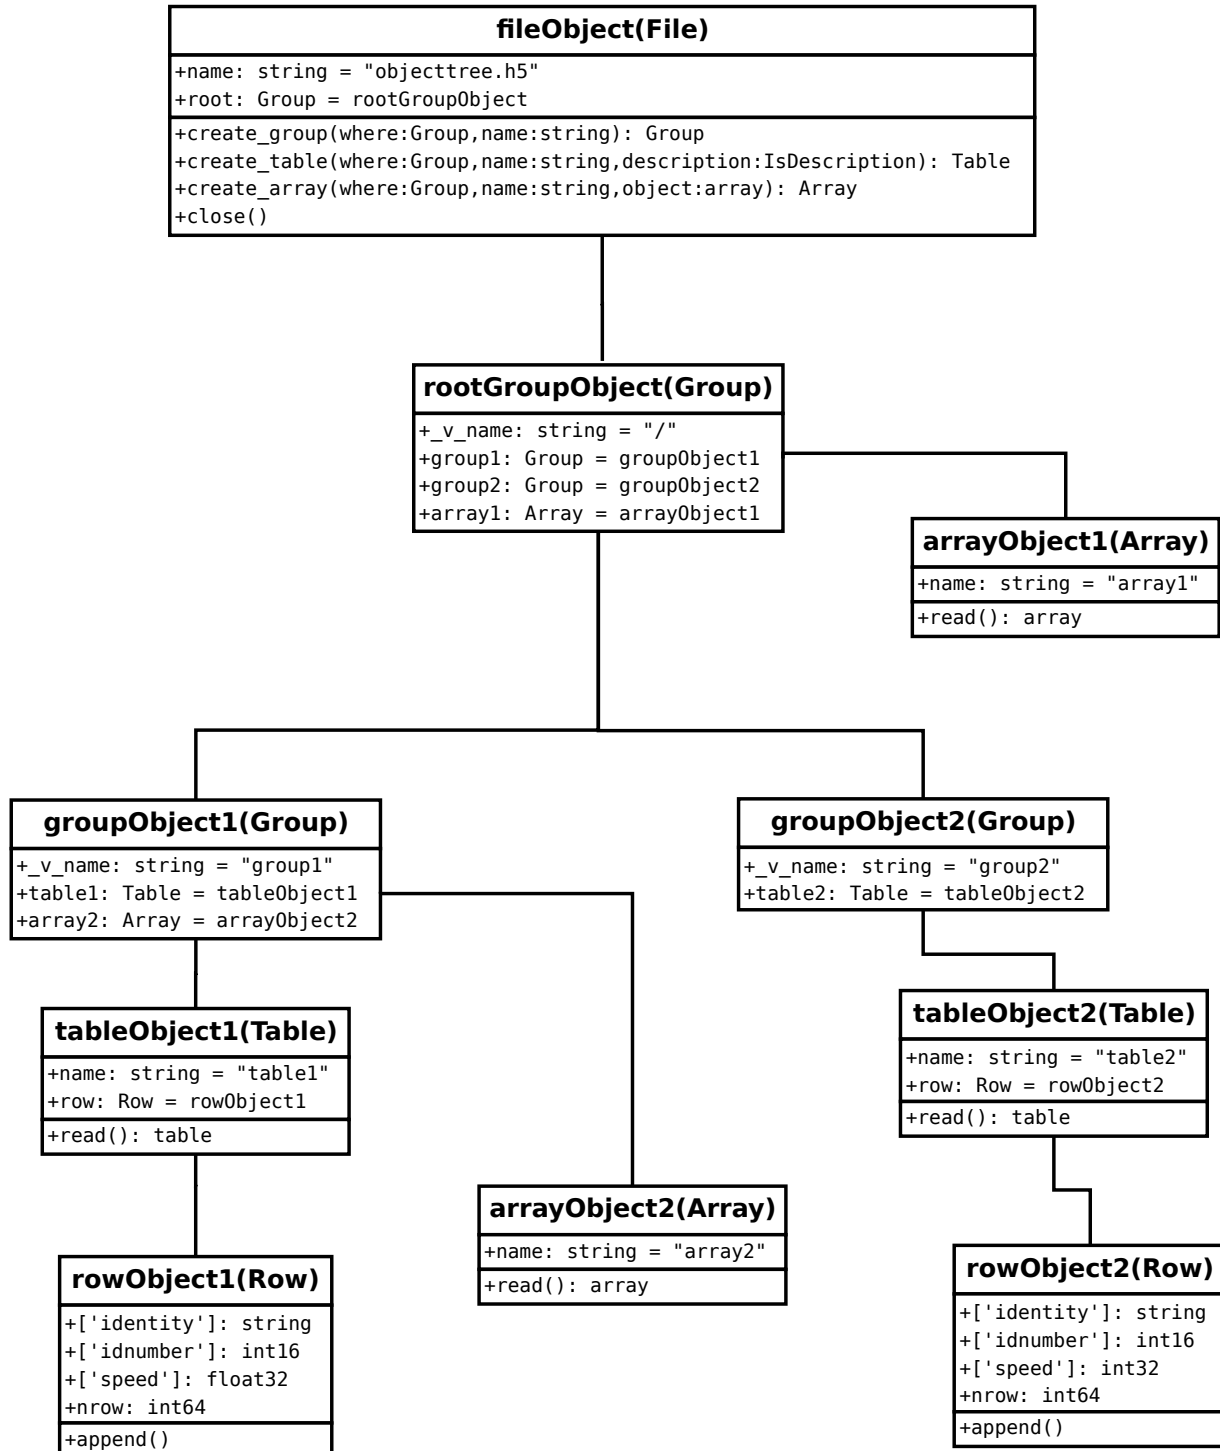 fileObject(File)
+name: string = "objecttree.h5"
+root: Group = rootGroupObject
+create_group(where:Group,name:string): Group
+create_table(where:Group,name:string,description:IsDescription): Table
+create_array(where:Group,name:string,object:array): Array
+close()
rootGroupObject(Group)
+_v_name: string = "/"
+group1: Group = groupObject1
+group2: Group = groupObject2
+array1: Array = arrayObject1
arrayObject1(Array)
+name: string = "array1"
+read(): array
groupObject1(Group)
+_v_name: string = "group1"
+table1: Table = tableObject1
+array2: Array = arrayObject2
groupObject2(Group)
+_v_name: string = "group2"
+table2: Table = tableObject2
tableObject1(Table)
+name: string = "table1"
+row: Row = rowObject1
+read(): table
tableObject2(Table)
+name: string = "table2"
+row: Row = rowObject2
+read(): table
arrayObject2(Array)
+name: string = "array2"
+read(): array
rowObject1(Row)
+['identity']: string
+['idnumber']: int16
+['speed']: float32
+nrow: int64
+append()
rowObject2(Row)
+['identity']: string
+['idnumber']: int16
+['speed']: int32
+nrow: int64
+append()